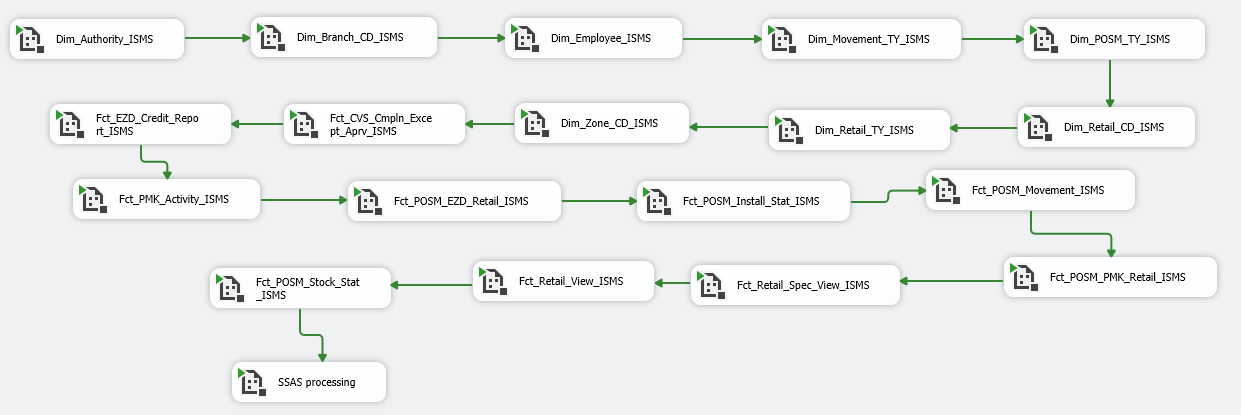 Dim_Authority_ISMS
Dim_Branch_CD_ISMS
Dim_Employee_ISMS
Dim_Movement_TY_ISMS
Dim_POSM_TY_ISMS
Dim_Retail_CD_ISMS
Dim_Retail_TY_ISMS
Dim_Zone_CD_ISMS
Fct_CVS_Cmpln_Exce
pt_Aprv_ISMS
Fct_EZD_Credit_Repo
rt_ISMS
Fct_PMK_Activity_ISMS
Fct_POSM_EZD_Retail_ISMS
Fct_POSM_Install_Stat_ISMS
Fct_POSM_Movement_ISMS
Fct_POSM_PMK_Retail_ISMS
Fct_Retail_Spec_View_ISMS
Fct_Retail_View_ISMS
Fct_POSM_Stock_Stat
_ISMS
SSAS processing